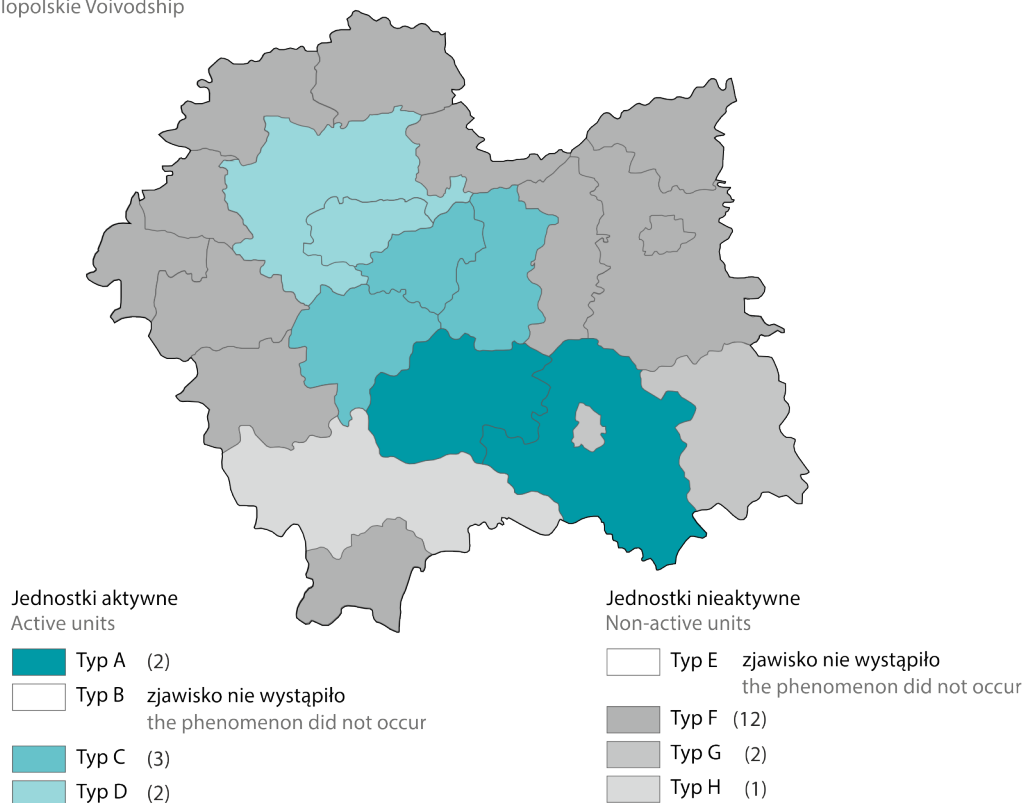 lopolskie Voivodship
Jednostki aktywne
Active units
Typ A (2)
Typ B zjawisko nie wystąpiło
the phenomenon did not occur
Typ C (3)
Typ D (2)
Jednostki nieaktywne
Non-active units
Typ E zjawisko nie wystąpiło
the phenomenon did not occur
Typ F (12)
Typ G (2)
Typ H (1)